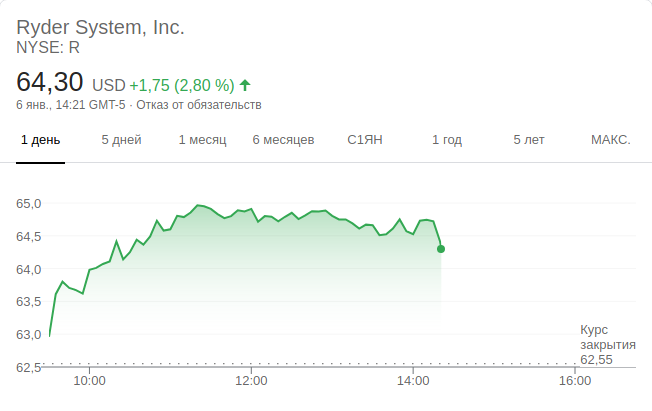 Ryder System, Inc.
NYSE: R
64,30 USD +1,75 (2,80 %)
6 янв., 14:21 GMT-5 · Отказ от обязательств
1 день 5 дней 1 месяц 6 месяцев С1ЯН 1 год 5 лет МАКС.
65,0
64,5
64,0
63,5
63,0
62,5
Курс
закрытия
62,55
10:00 12:00 14:00 16:00